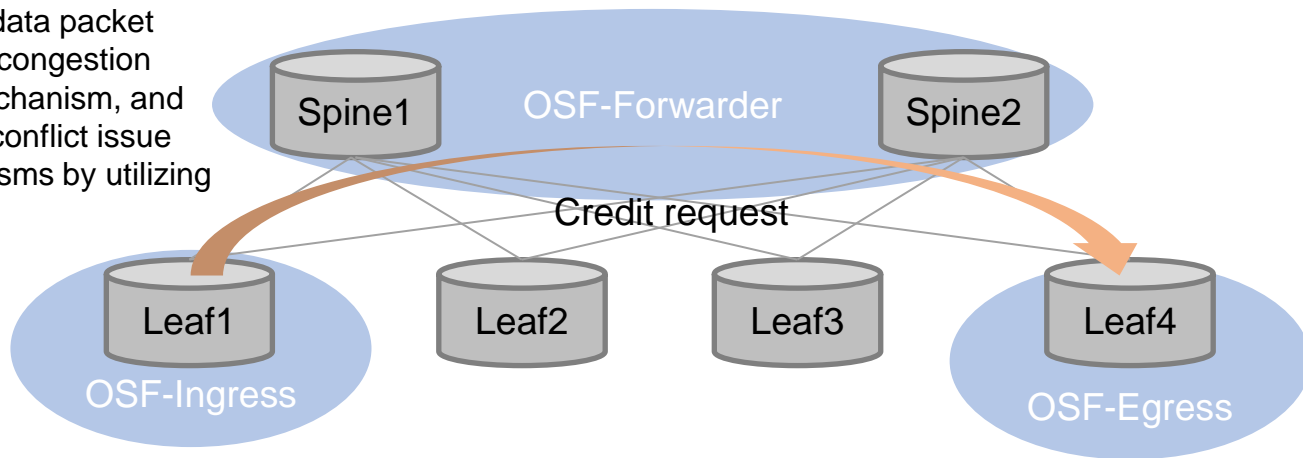 data packet
congestion
chanism, and
conflict issue
sms by utilizing
Spine1
OSF-Forwarder
Spine2
Credit request
Leaf1
Leaf2
Leaf3
Leaf4
OSF-Ingress
OSF-Egress